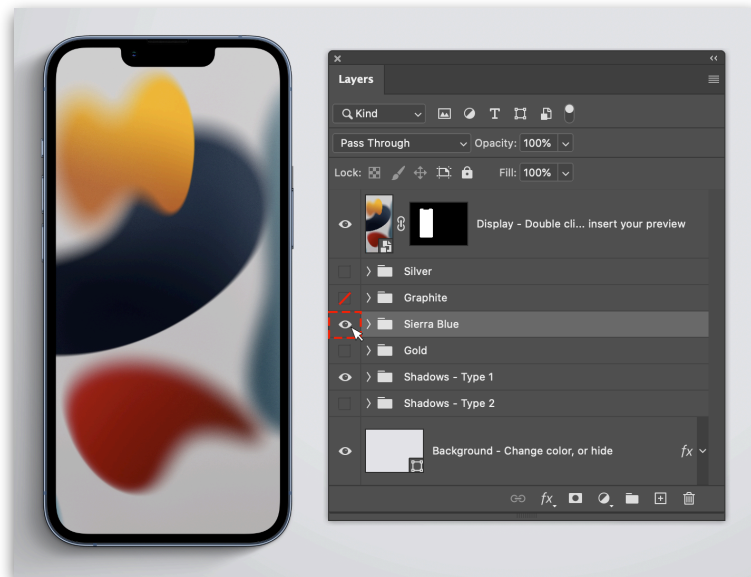 Layers
Kind
Pass Through Opacity: 100%
Lock: Fill: 100%
Display - Double cli... insert your preview
Silver
Graphite
Sierra Blue
Gold
Shadows - Type 1
Shadows - Type 2
Background - Change color, or hide fx
fx